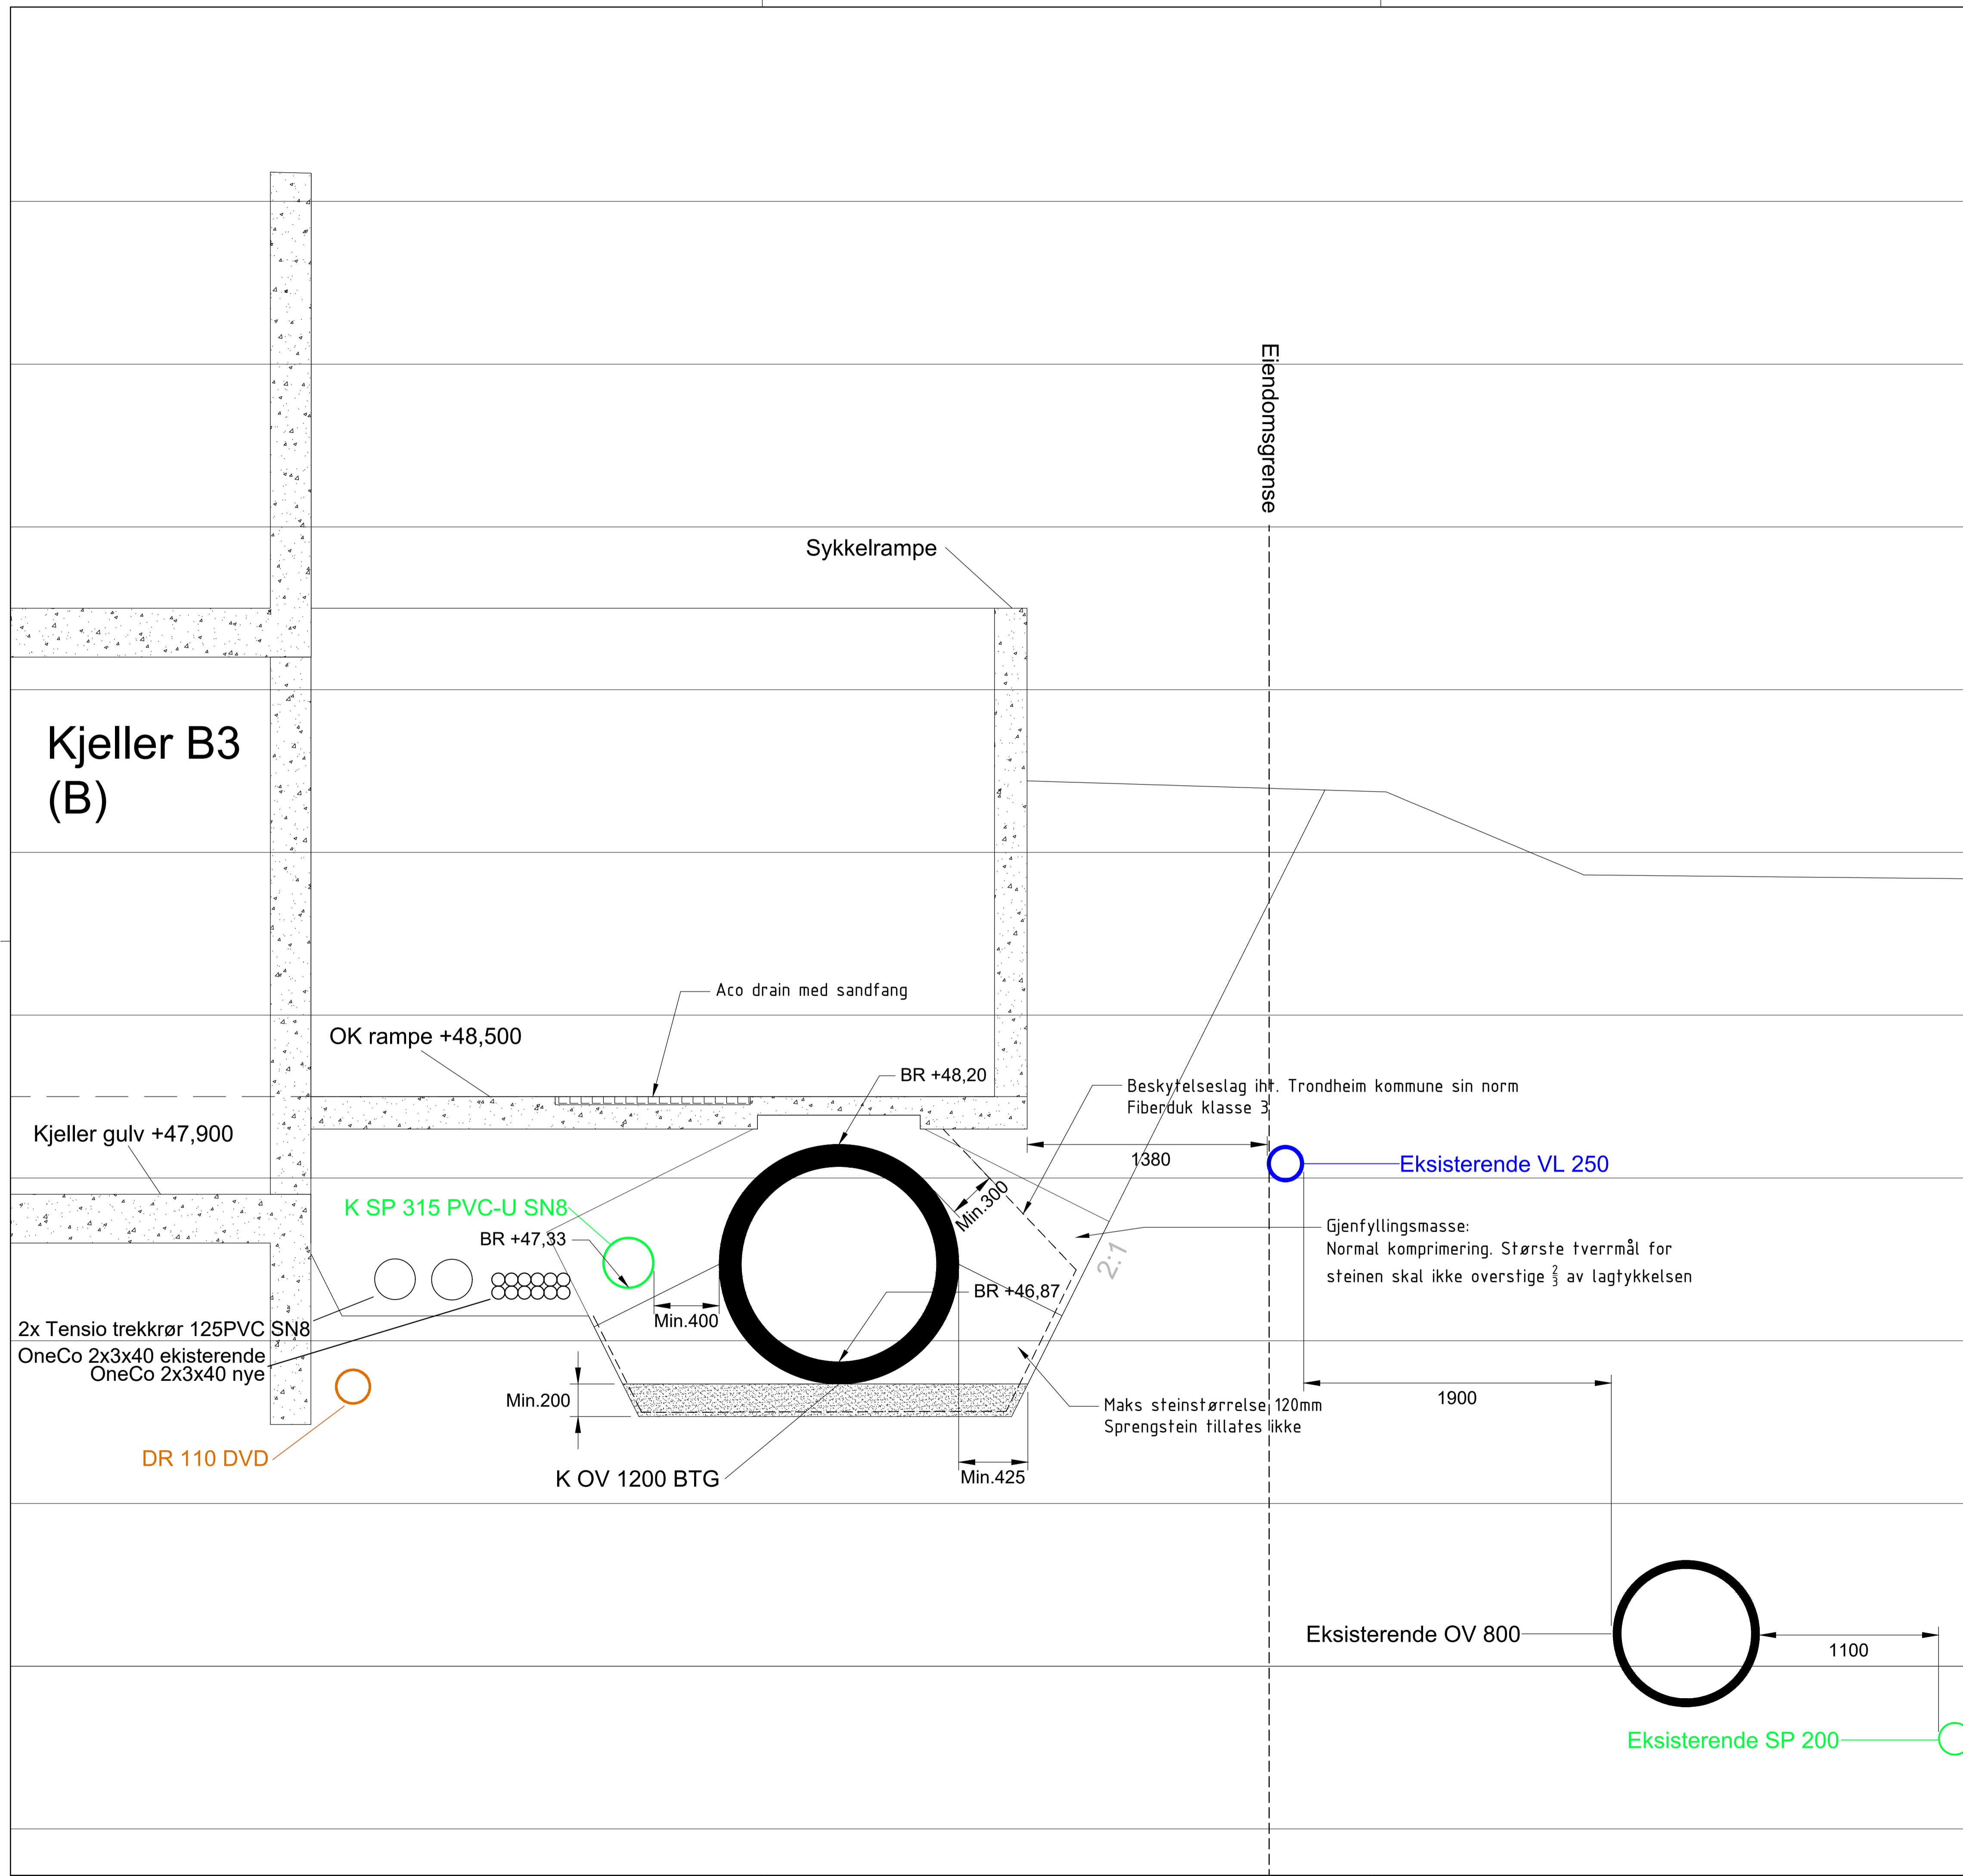 Eiendomsgrense
Sykkelrampe
Kjeller B3
(B)
Aco drain med sandfang
OK rampe +48,500
BR +48,20
Beskytelseslag iht. Trondheim kommune sin norm
Fiberduk klasse 3
Kjeller gulv +47,900
1380
Eksisterende VL 250
K SP 315 PVC-U SN8
Min.300
BR +47,33
Gjenfyllingsmasse:
Normal komprimering. Største tverrmål for
steinen skal ikke overstige 2/3 av lagtykkelsen
2:1
BR +46,87
Min.400
2x Tensio trekkrør 125PVC SN8
OneCo 2x3x40 ekisterende
OneCo 2x3x40 nye
Min.200
1900
Maks steinstørrelse 120mm
Sprengstein tillates ikke
DR 110 DVD
K OV 1200 BTG
Min.425
Eksisterende OV 800
1100
Eksisterende SP 200